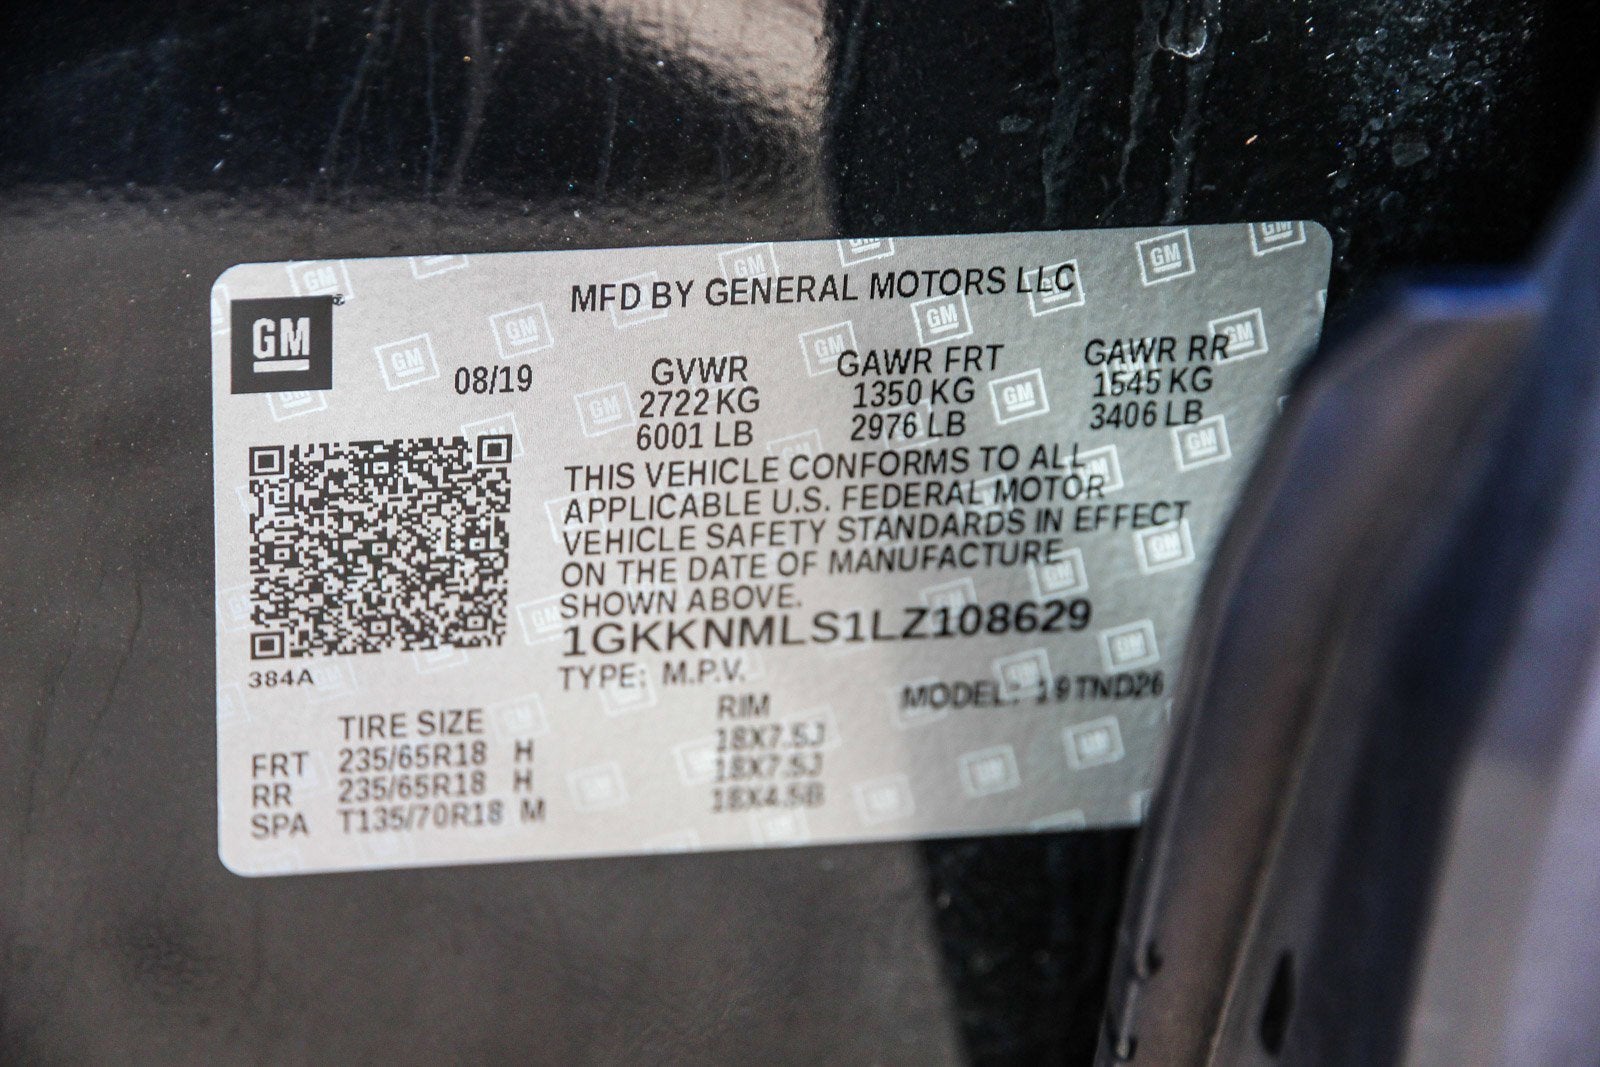 GM
MFD BY GENERAL MOTORS LLC
08/19 GVWR GAWR FRT GAWR RR
2722 KG 1350 KG 1545 KG
6001 LB 2976 LB 3406 LB
THIS VEHICLE CONFORMS TO ALL
APPLICABLE U.S. FEDERAL MOTOR
VEHICLE SAFETY STANDARDS IN EFFECT
ON THE DATE OF MANUFACTURE
SHOWN ABOVE.
1GKKNMLS1LZ108629
384A
TYPE: M.P.V. MODEL: 19 TND26
TIRE SIZE RIM
FRT 235/65R18 H 18X7.5J
RR 235/65R18 H 18X7.5J
SPA T135/70R18 M 18X4.5B